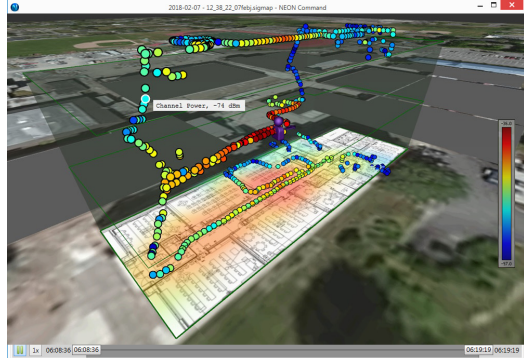 2018-02-07 - 12_38_22_07febj.sigmap - NEON Command
Channel Power, -74 dBm
1x 06:08:36 06:08:36 06:19:19 06:19:19